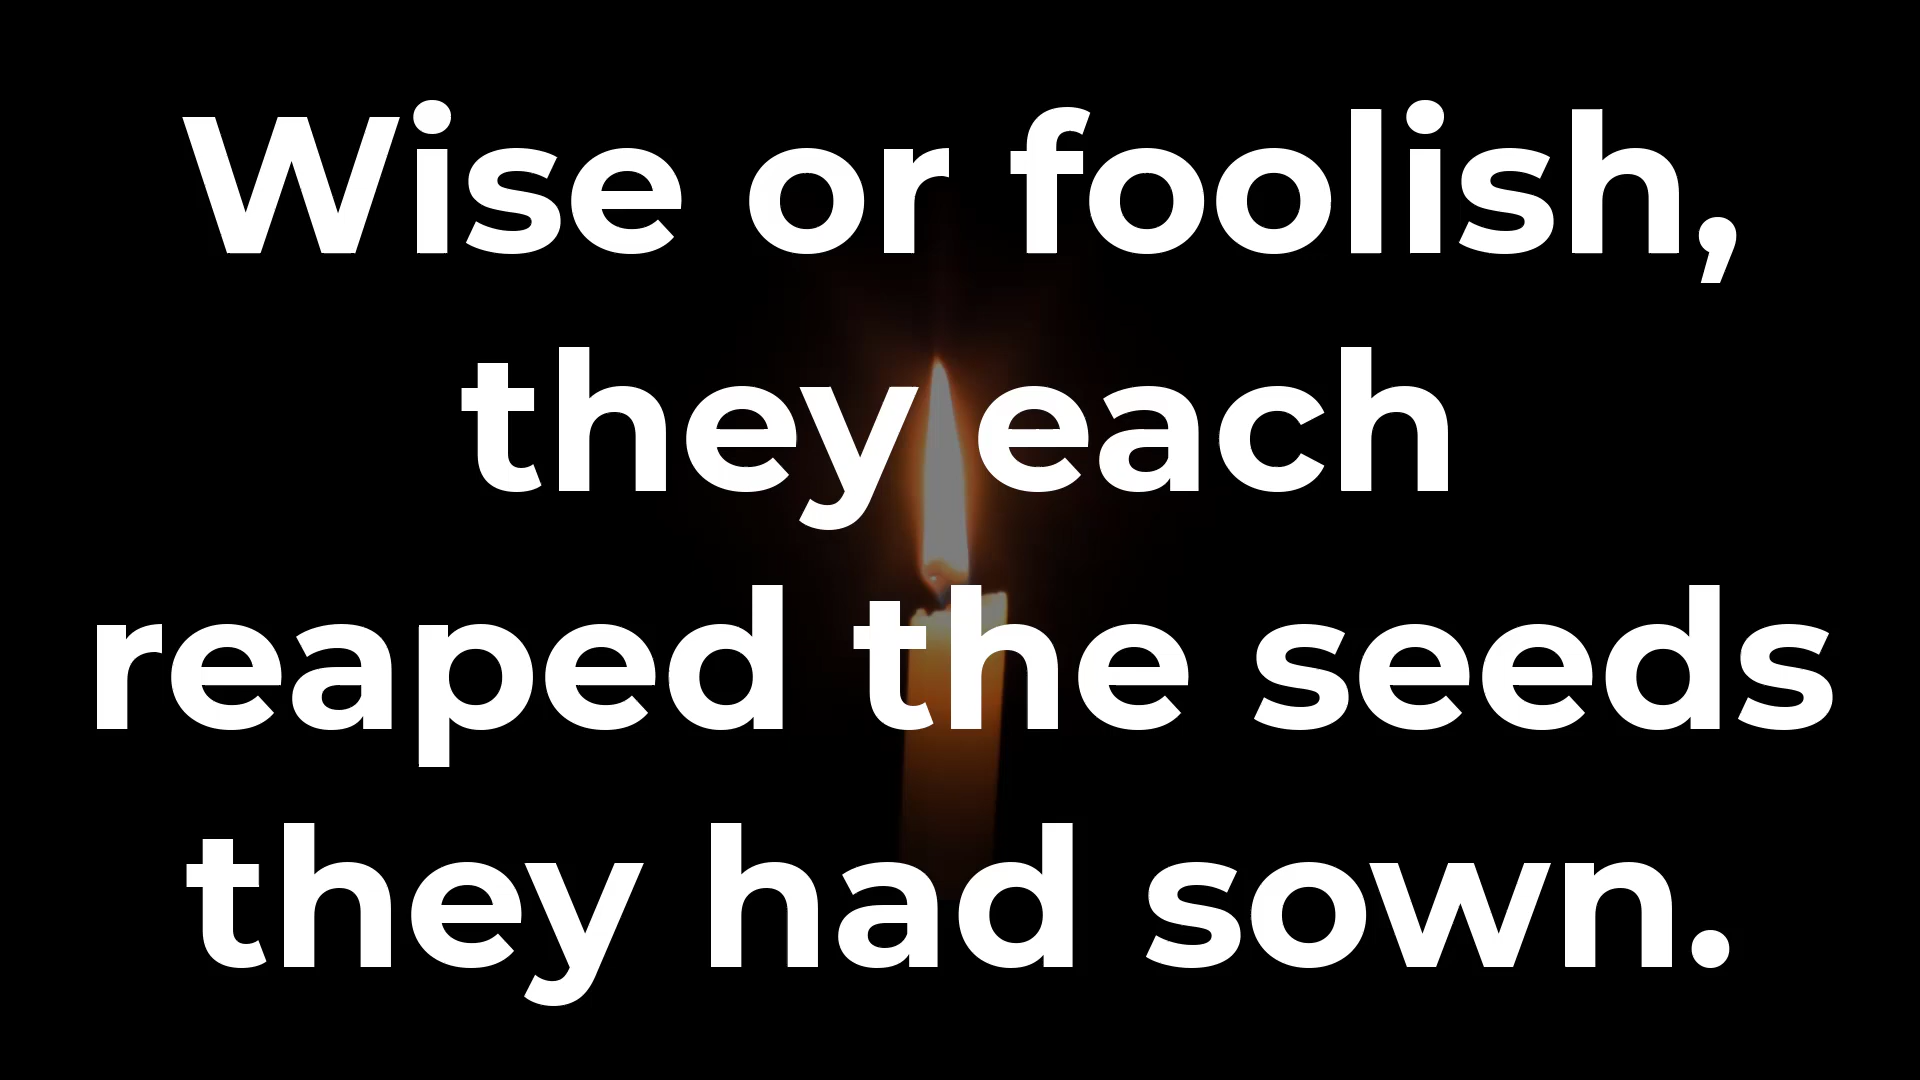 Wise or foolish,
they each
reaped the seeds
they had sown.